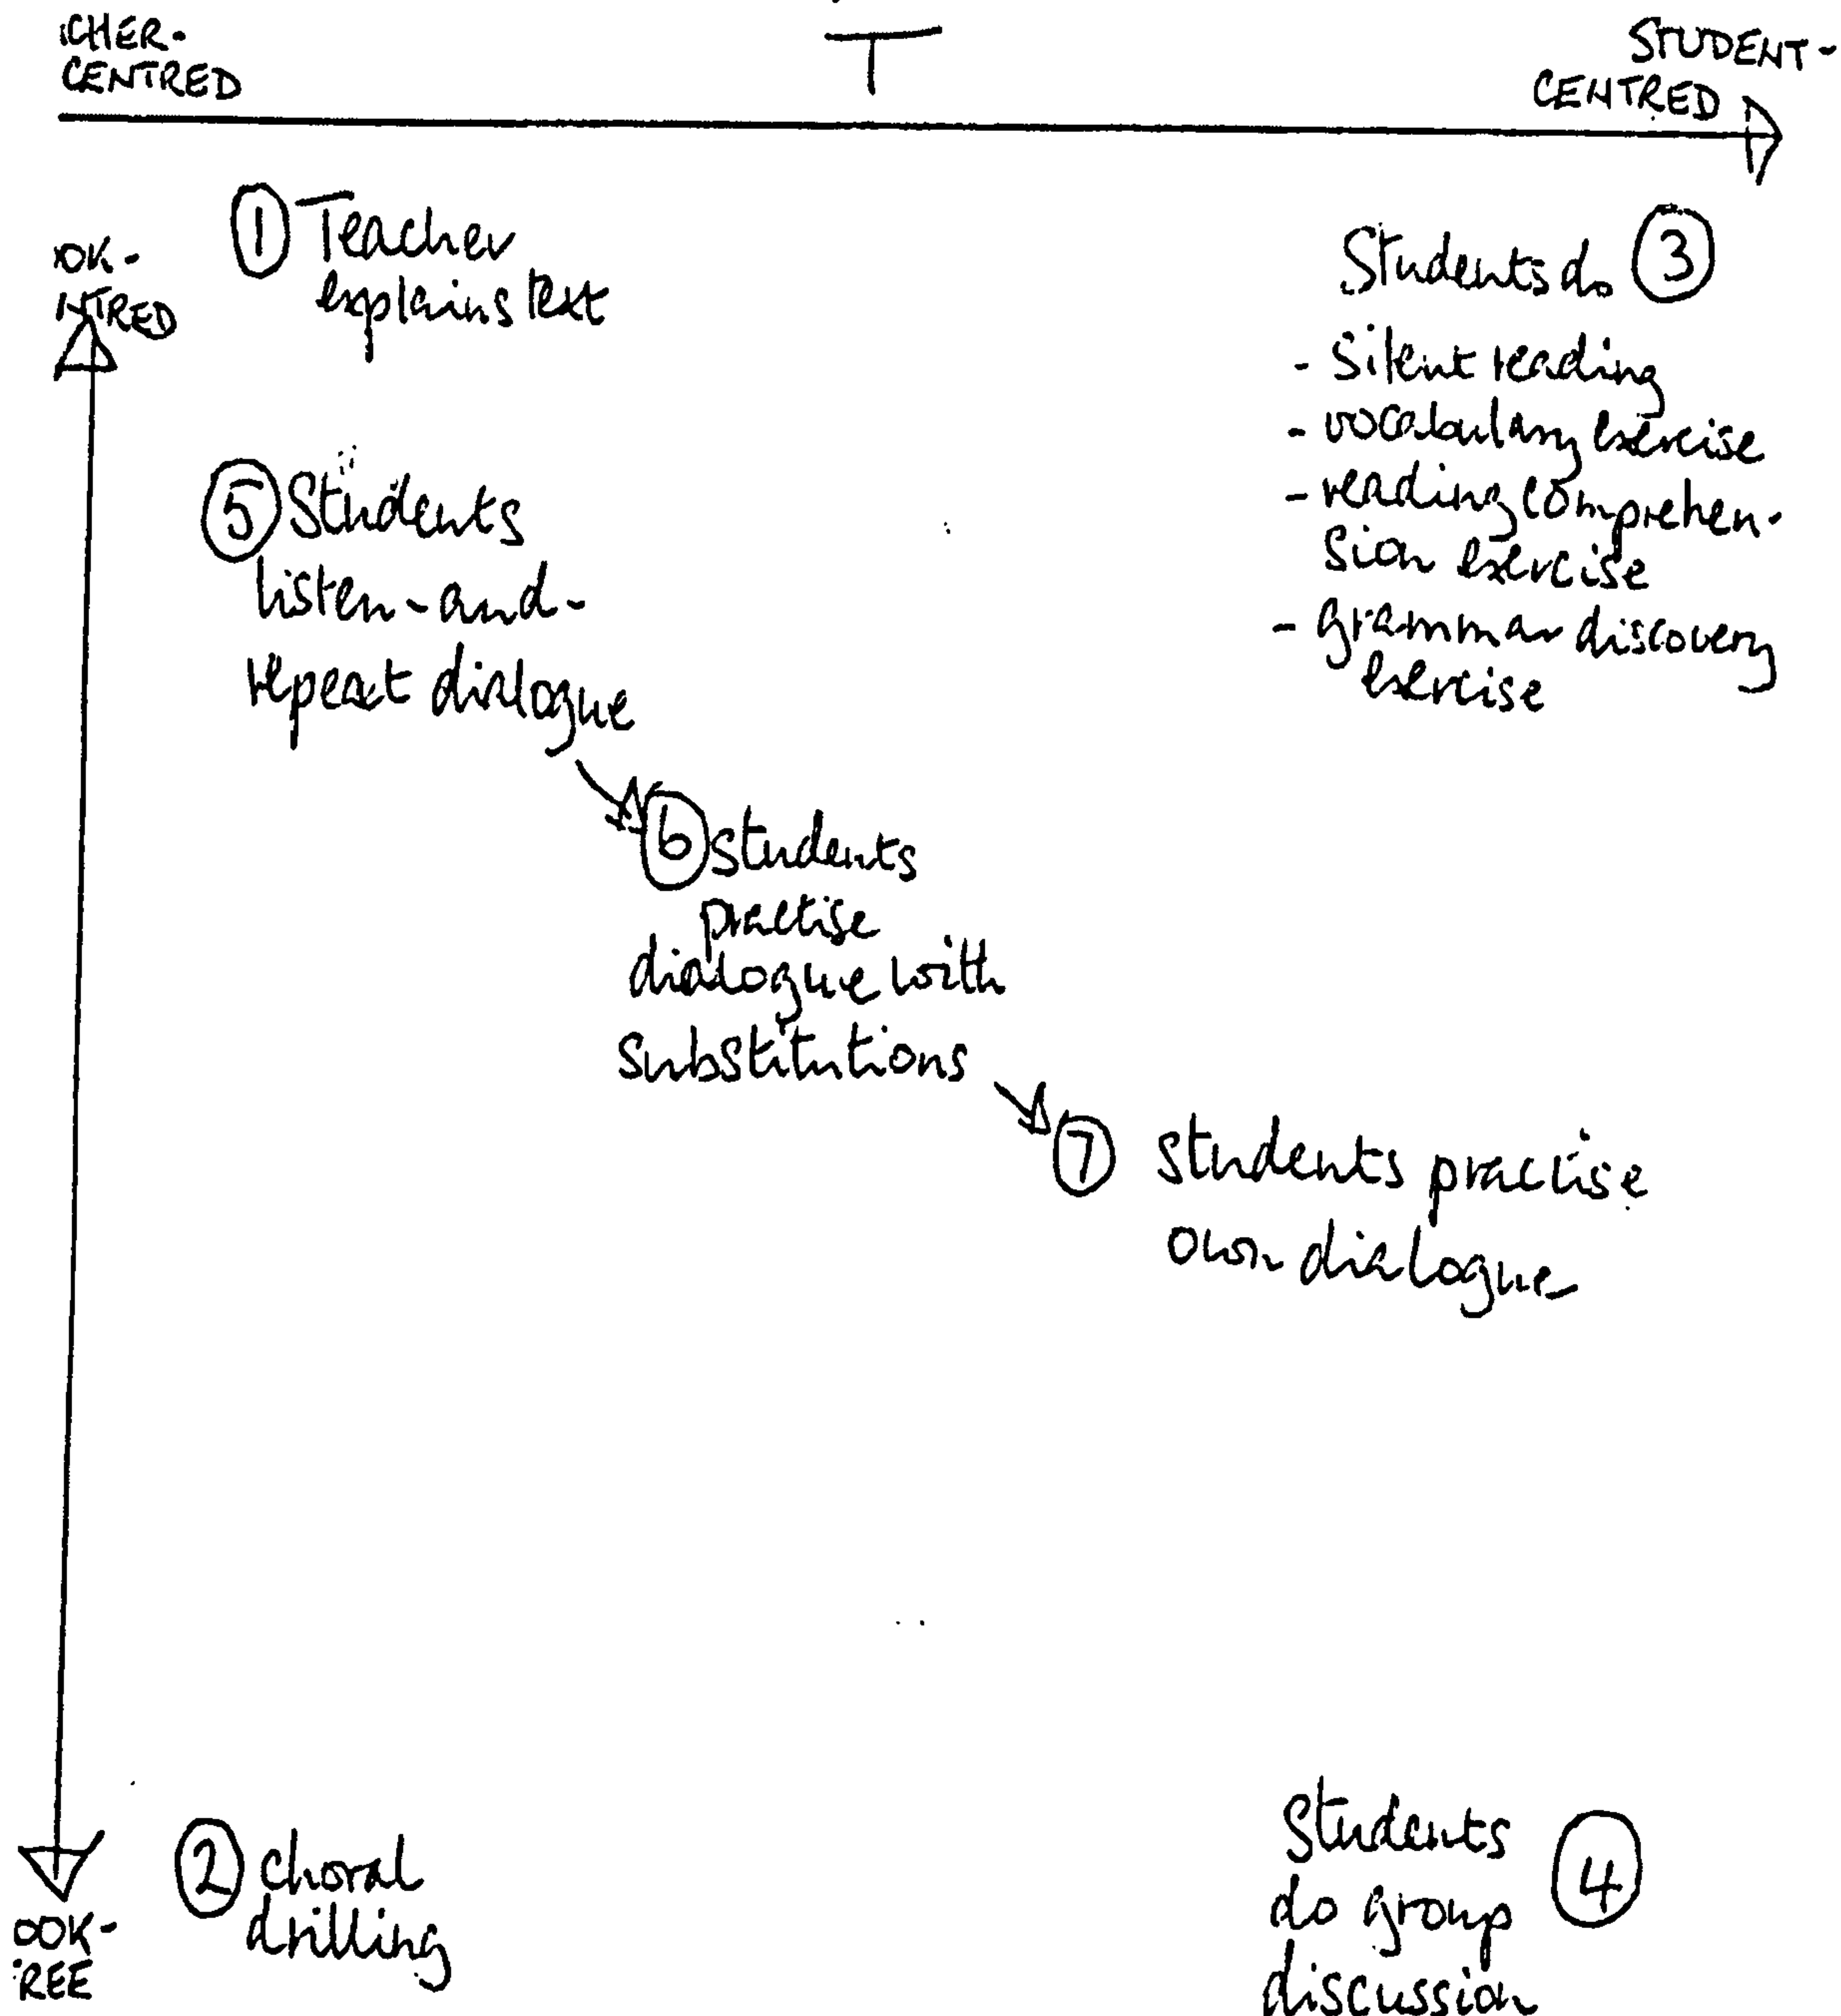 ICHER-
CENTRED
T
STUDENT-
CENTRED
OK-
NTRED
1 Teacher
explains text
Students do 3
- silent reading
- vocabulary exercise
- reading comprehen-
sion exercise
- grammar discovery
exercise
5 Students
listen-and-
repeat dialogue
6 students
practise
dialogue with
substitutions
7 students practise
own dialogue
2 choral
drilling
Students
do group 4
discussion
OOK-
REE